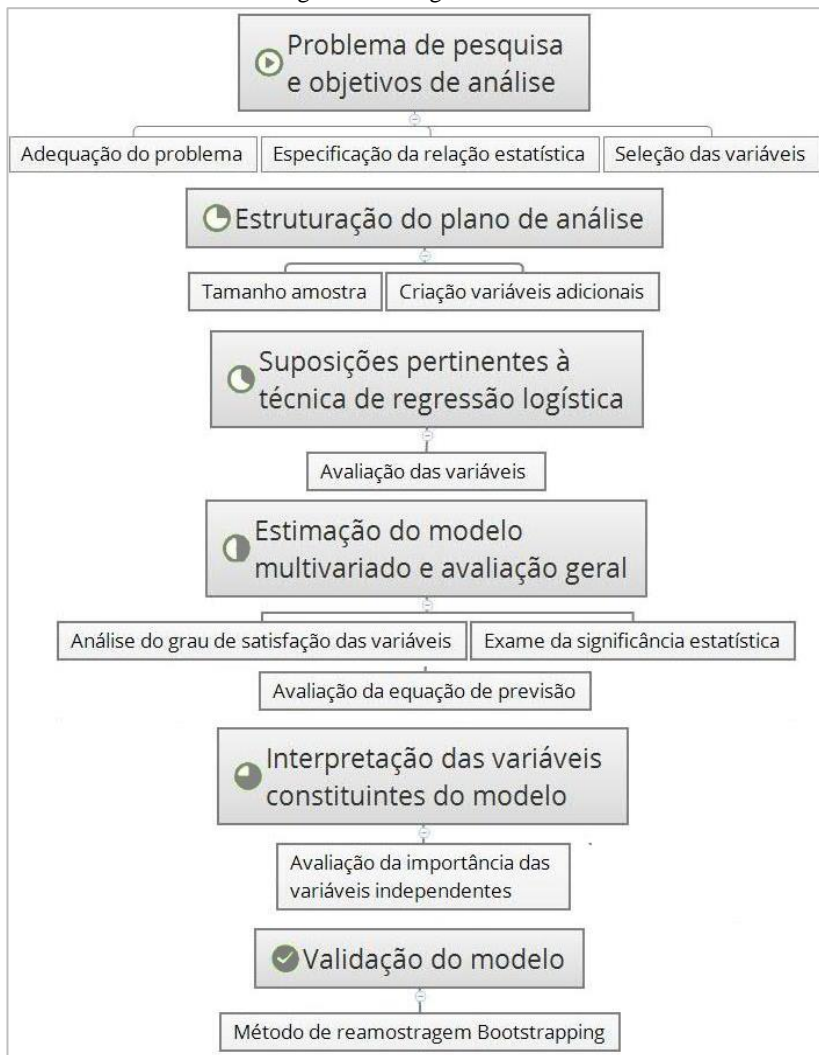 Problema de pesquisa
e objetivos de análise
Adequação do problema
Especificação da relação estatística
Seleção das variáveis
Estruturação do plano de análise
Tamanho amostra
Criação variáveis adicionais
Suposições pertinentes à
técnica de regressão logística
Avaliação das variáveis
Estimação do modelo
multivariado e avaliação geral
Análise do grau de satisfação das variáveis
Exame da significância estatística
Avaliação da equação de previsão
Interpretação das variáveis
constituintes do modelo
Avaliação da importância das
variáveis independentes
Validação do modelo
Método de reamostragem Bootstrapping